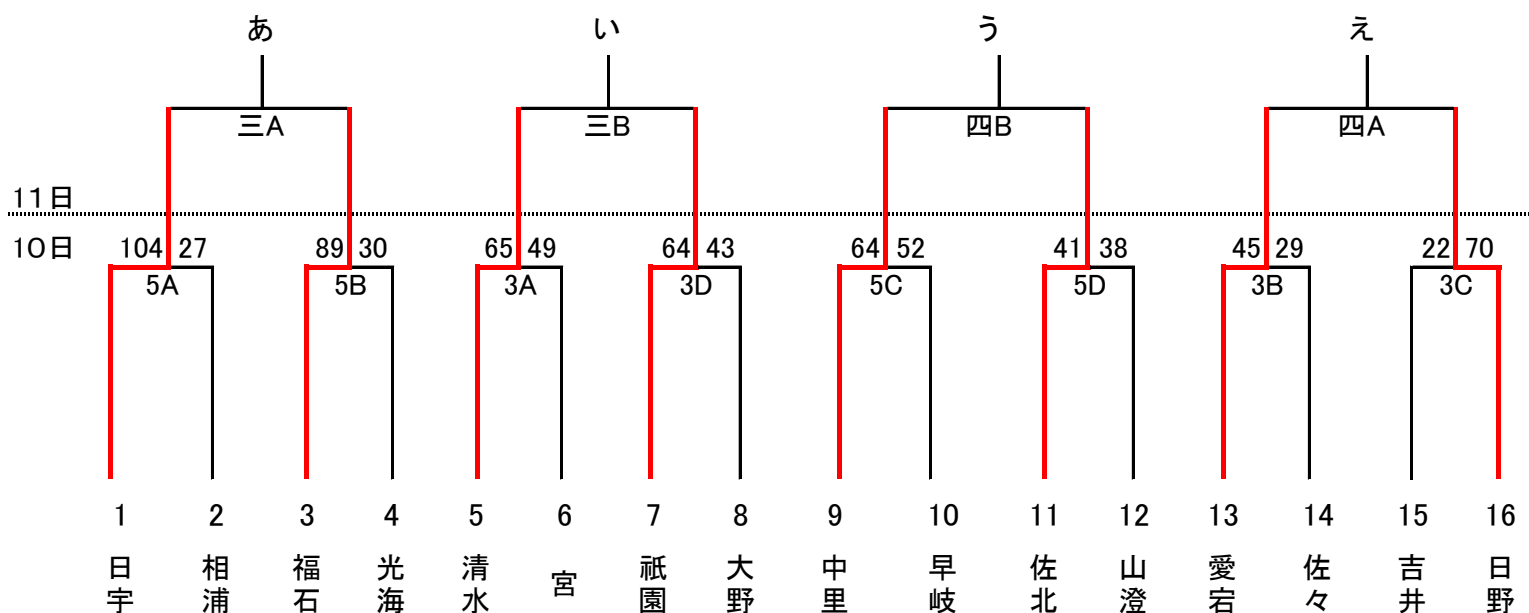 あ い う え
三A 三B 四B 四A
11日
10日 104 27 89 30 65 49 64 43 64 52 41 38 45 29 22 70
5A 5B 3A 3D 5C 5D 3B 3C
1 2 3 4 5 6 7 8 9 10 11 12 13 14 15 16
日宇 相浦 福石 光海 清水 宮 祇園 大野 中里 早岐 佐北 山澄 愛宕 佐々 吉井 日野